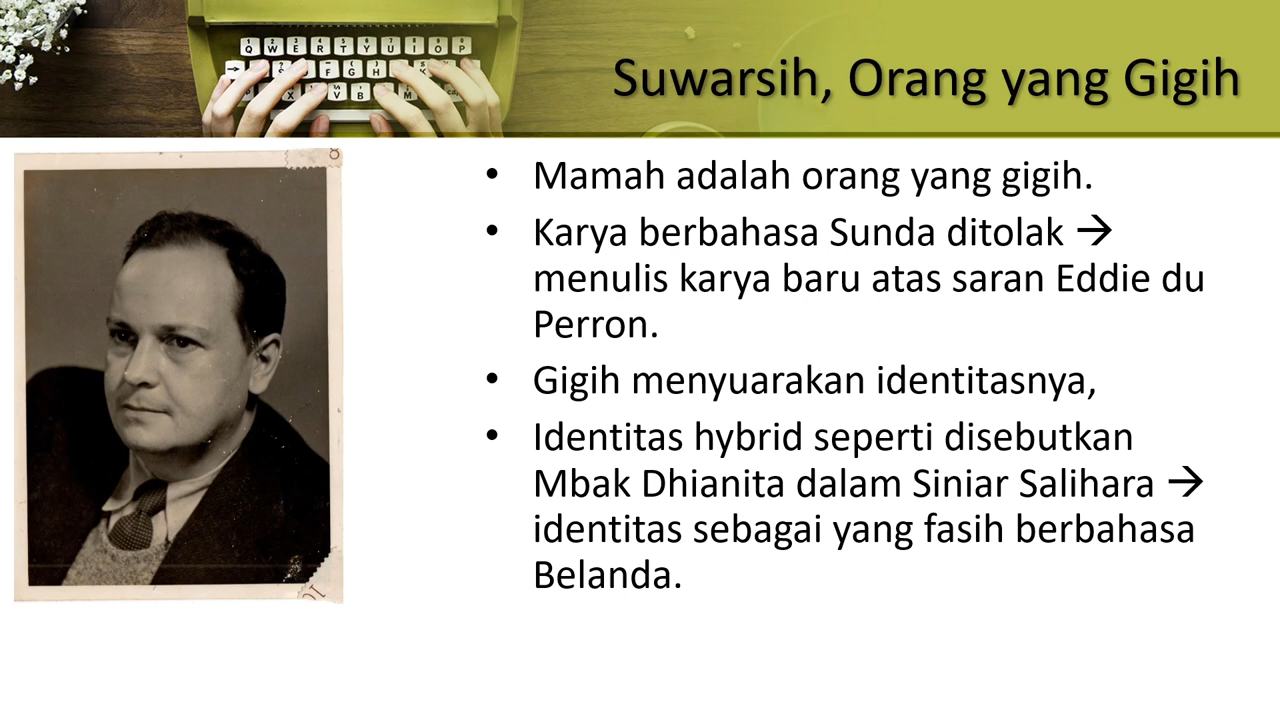 Suwarsih, Orang yang Gigih
• Mamah adalah orang yang gigih.
• Karya berbahasa Sunda ditolak →
menulis karya baru atas saran Eddie du
Perron.
• Gigih menyuarakan identitasnya,
• Identitas hybrid seperti disebutkan
Mbak Dhianita dalam Siniar Salihara →
identitas sebagai yang fasih berbahasa
Belanda.